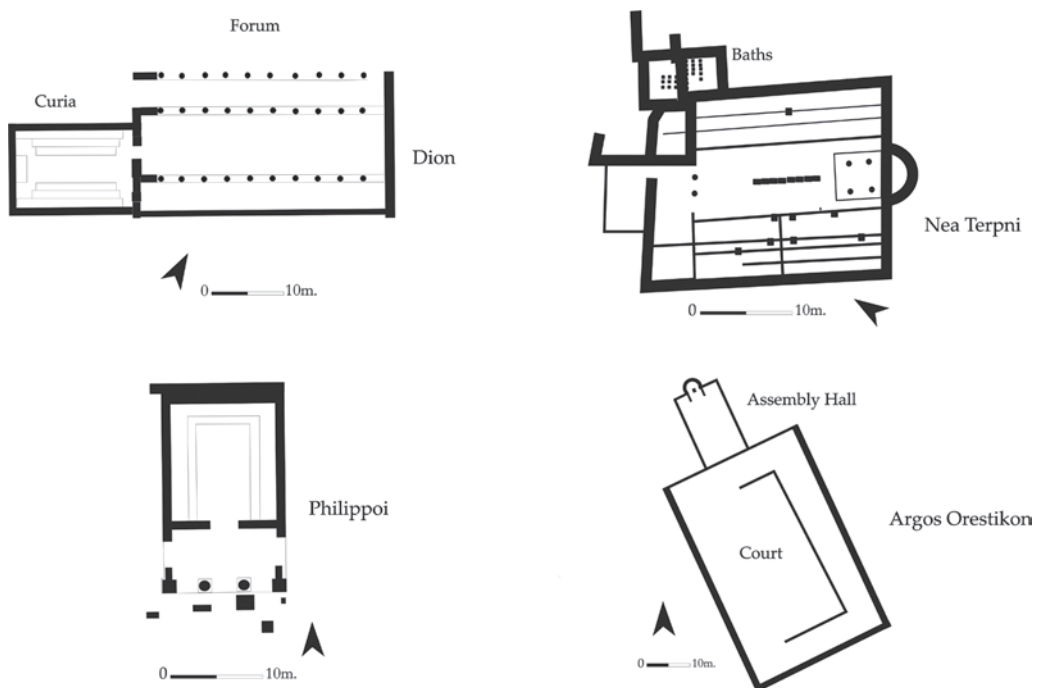 Forum
Curia
Dion
0 10m.
Baths
Nea Terpni
0 10m.
Philippoi
0 10m.
Assembly Hall
Argos Orestikon
Court
0 10m.